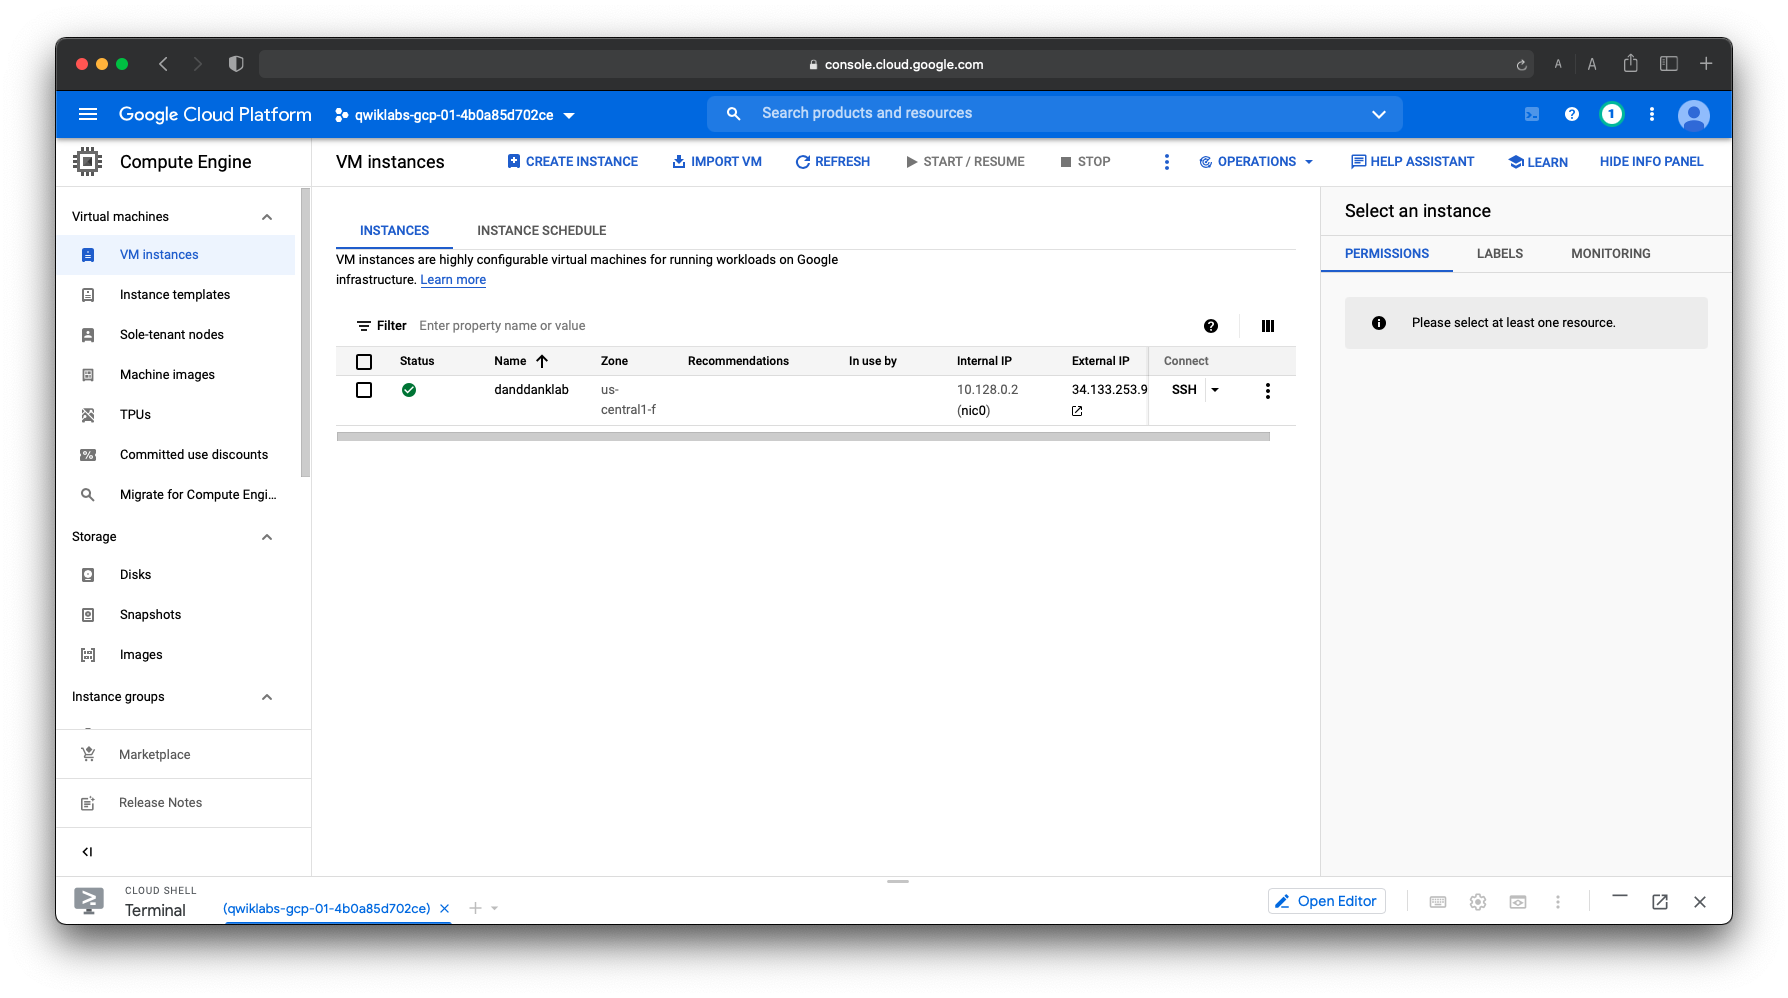 console.cloud.google.com
A
A
Google Cloud Platform
qwiklabs-gcp-01-4b0a85d702ce
Search products and resources
1
Compute Engine
VM instances
CREATE INSTANCE
IMPORT VM
REFRESH
START / RESUME
STOP
OPERATIONS
HELP ASSISTANT
LEARN
HIDE INFO PANEL
Virtual machines
VM instances
Instance templates
Sole-tenant nodes
Machine images
TPUs
Committed use discounts
Migrate for Compute Engi...
Storage
Disks
Snapshots
Images
Instance groups
Marketplace
Release Notes
INSTANCES
INSTANCE SCHEDULE
VM instances are highly configurable virtual machines for running workloads on Google
infrastructure. Learn more
Filter
Enter property name or value
Status
Name
Zone
Recommendations
In use by
Internal IP
External IP
Connect
danddanklab
us-
central1-f
10.128.0.2
(nic0)
34.133.253.9
SSH
Select an instance
PERMISSIONS
LABELS
MONITORING
Please select at least one resource.
CLOUD SHELL
Terminal
(qwiklabs-gcp-01-4b0a85d702ce)
Open Editor